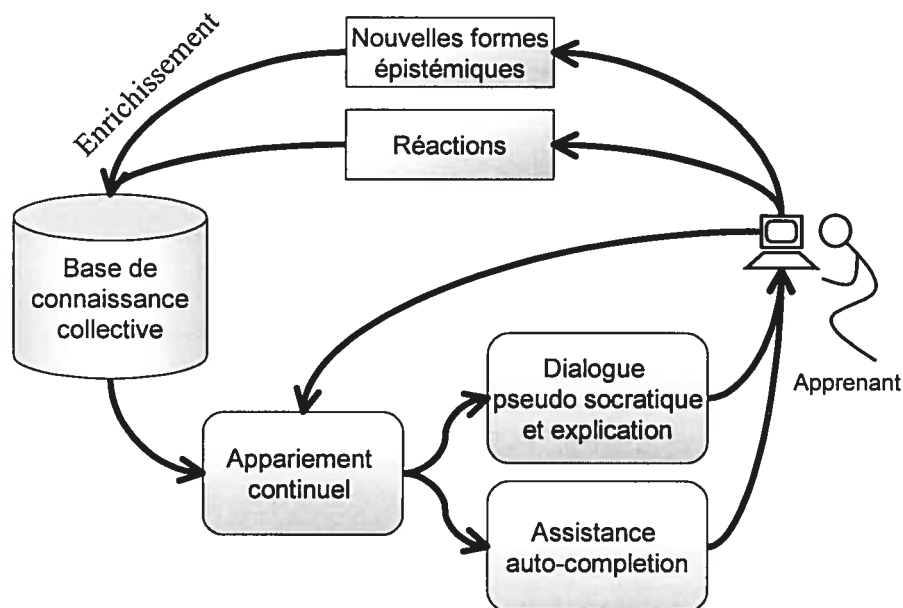 Nouvelles formes
épistémiques
Enrichissement
Réactions
Base de
connaissance
collective
Dialogue
pseudo socratique
et explication
Apprenant
Appariement
continuel
Assistance
auto-completion